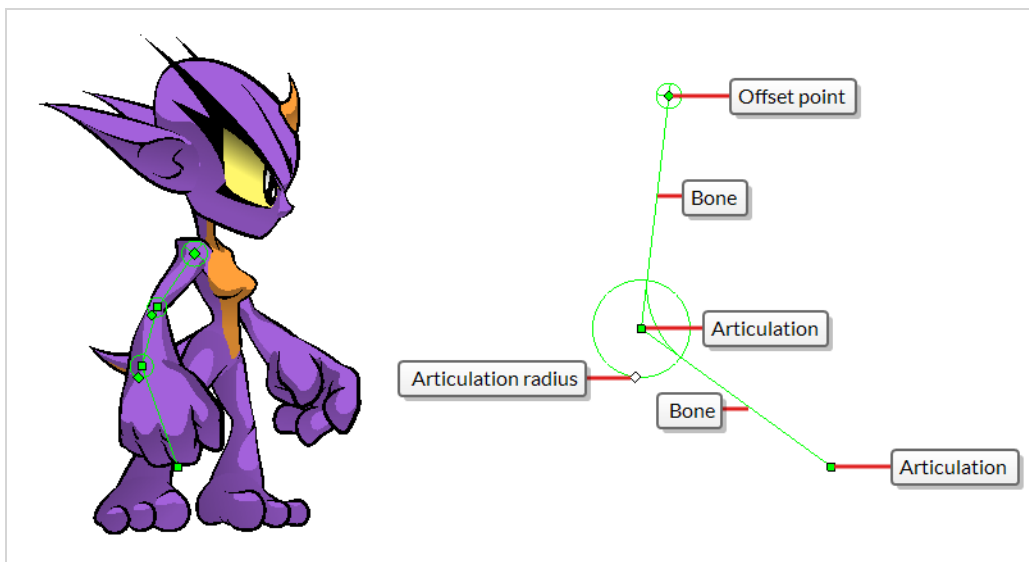 Offset point
Bone
Articulation
Articulation radius
Bone
Articulation